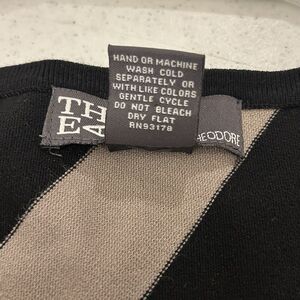 HAND OR MACHINE
WASH COLD
SEPARATELY OR
WITH LIKE COLORS
GENTLE CYCLE
DO NOT BLEACH
DRY FLAT
RN93178
TH
EA
HEODORE